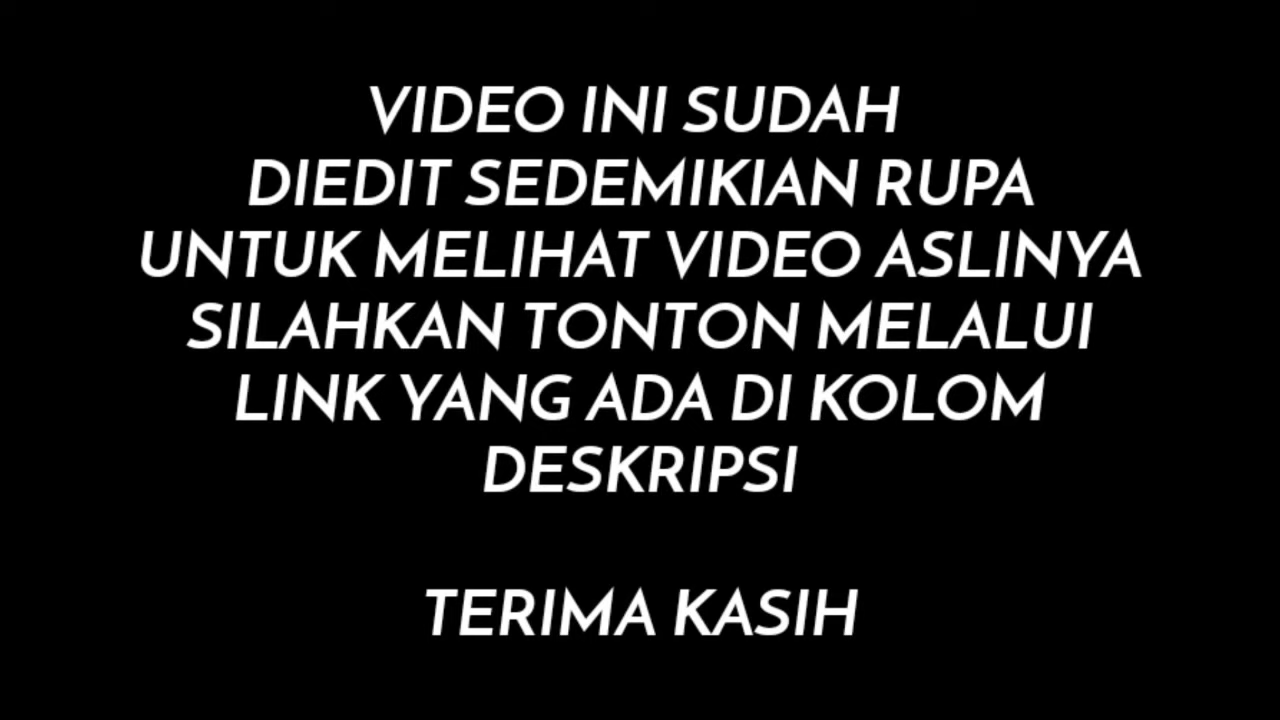 VIDEO INI SUDAH
DIEDIT SEDEMIKIAN RUPA
UNTUK MELIHAT VIDEO ASLINYA
SILAHKAN TONTON MELALUI
LINK YANG ADA DI KOLOM
DESKRIPSI
TERIMA KASIH